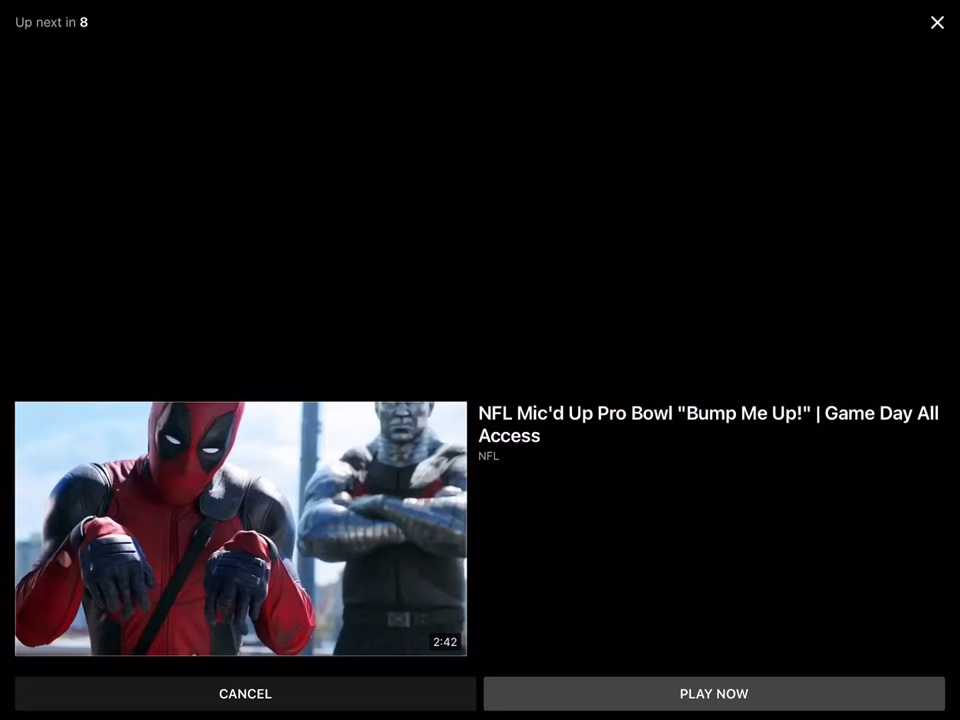 Up next in 8
NFL Mic'd Up Pro Bowl "Bump Me Up!" | Game Day All
Access
NFL
2:42
CANCEL
PLAY NOW